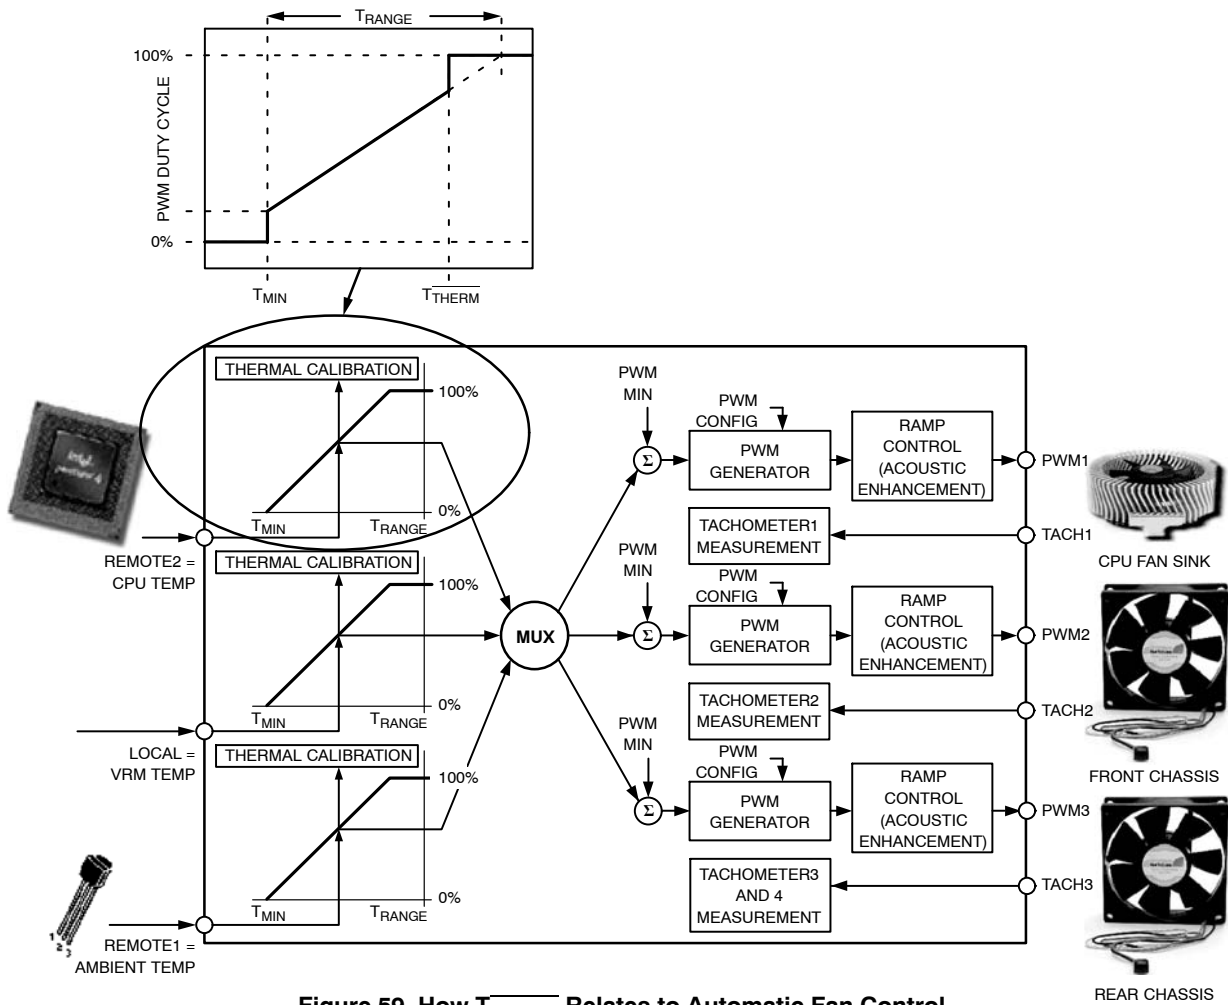 TRANGE
100%
PWM DUTY CYCLE
0%
TMIN
TTHERM
THERMAL CALIBRATION
100%
0%
TMIN
TRANGE
REMOTE2 =
CPU TEMP
THERMAL CALIBRATION
100%
0%
TMIN
TRANGE
LOCAL =
VRM TEMP
THERMAL CALIBRATION
100%
0%
TMIN
TRANGE
REMOTE1 =
AMBIENT TEMP
1
2
3
MUX
PWM
MIN
Σ
PWM
CONFIG
PWM
GENERATOR
RAMP
CONTROL
(ACOUSTIC
ENHANCEMENT)
PWM1
TACHOMETER1
MEASUREMENT
TACH1
CPU FAN SINK
PWM
MIN
Σ
PWM
CONFIG
PWM
GENERATOR
RAMP
CONTROL
(ACOUSTIC
ENHANCEMENT)
PWM2
TACHOMETER2
MEASUREMENT
TACH2
FRONT CHASSIS
PWM
MIN
Σ
PWM
CONFIG
PWM
GENERATOR
RAMP
CONTROL
(ACOUSTIC
ENHANCEMENT)
PWM3
TACHOMETER3
AND 4
MEASUREMENT
TACH3
REAR CHASSIS
Figure 59. How T Relates to Automatic Fan Control